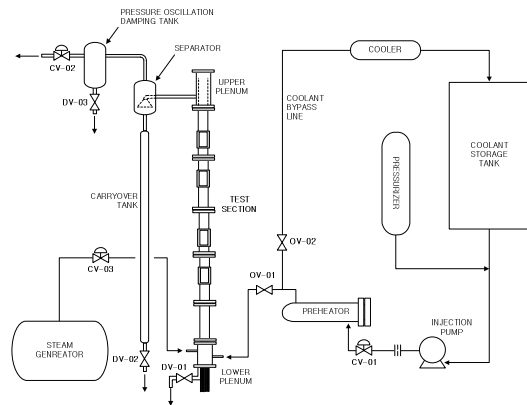 PRESSURE OSCILLATION
DAMPING TANK
SEPARATOR
CV-02
DV-03
UPPER
PLENUM
COOLER
COOLANT
BYPASS
LINE
COOLANT
STORAGE
TANK
PRESSURIZER
CARRYOVER
TANK
TEST
SECTION
OV-02
CV-03
OV-01
PREHEATER
INJECTION
PUMP
CV-01
STEAM
GENREATOR
DV-02
DV-01
LOWER
PLENUM